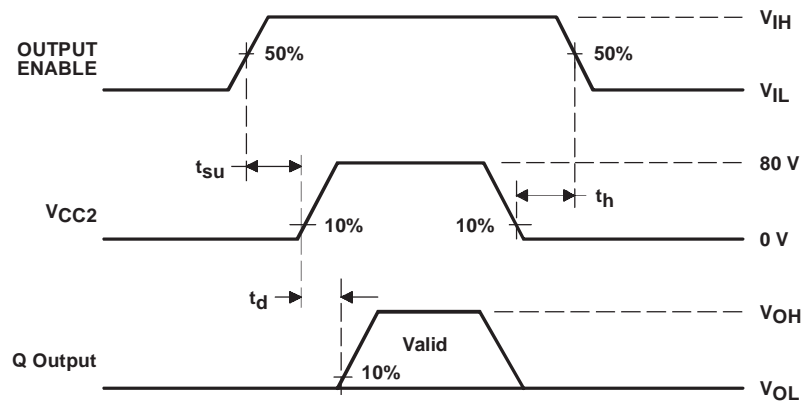 VIH
OUTPUT
ENABLE
50%
50%
VIL
tsu
80 V
th
VCC2
10%
10%
0 V
td
VOH
Valid
Q Output
10%
VOL